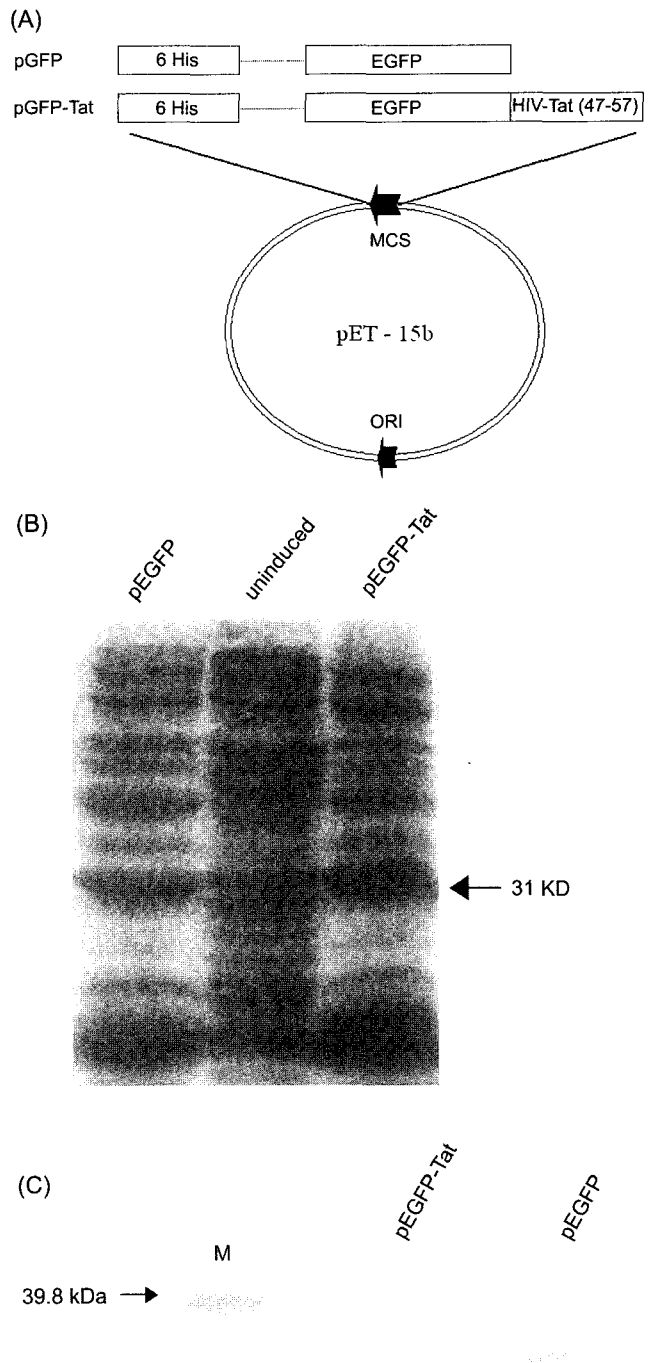 (A)
pGFP 6 His EGFP
pGFP-Tat 6 His EGFP HIV-Tat (47-57)
MCS
pET - 15b
ORI
(B)
pEGFP uninduced pEGFP-Tat
31 KD
(C)
pEGFP-Tat pEGFP
M
39.8 kDa